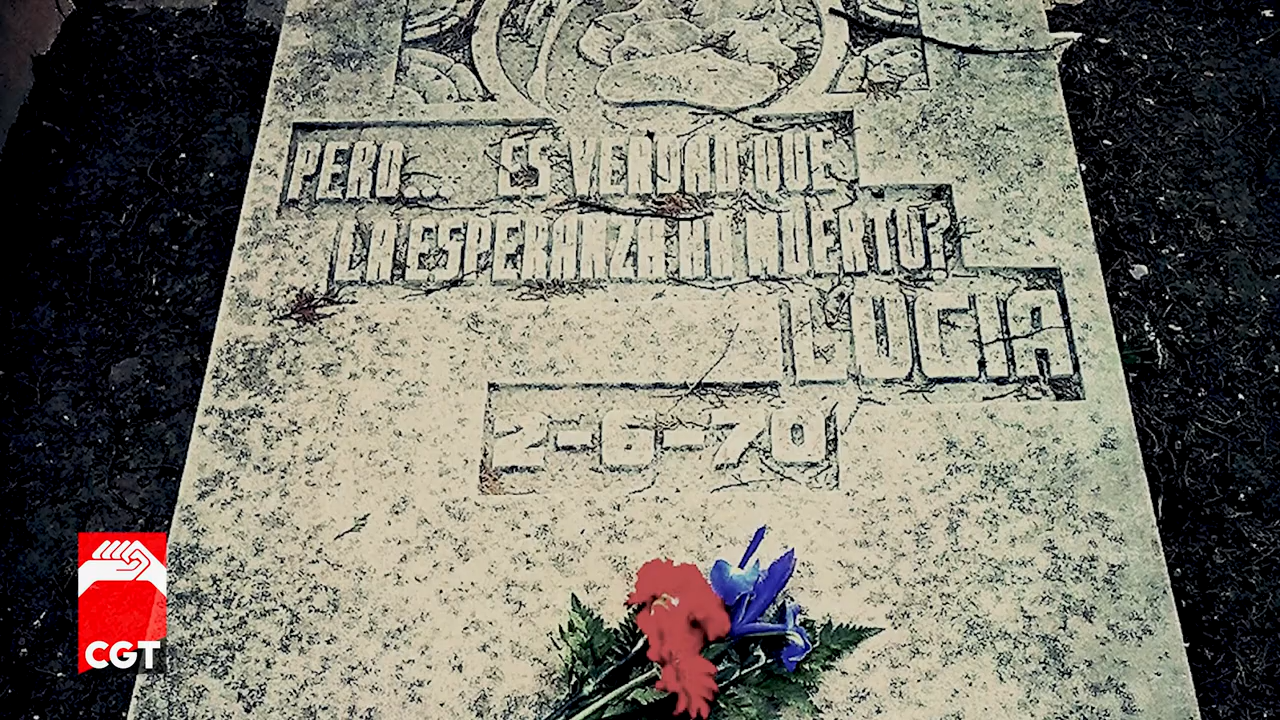 PERO... ES VERDAD QUE
LA ESPERANZA HA MUERTO?
LUCIA
2-6-70
CGT